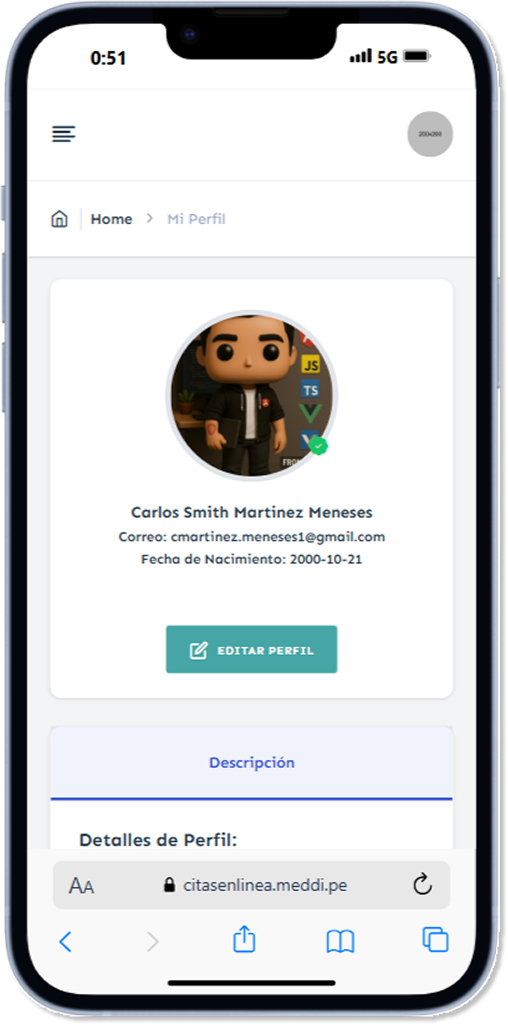 0:51
5G
200x200
Home > Mi Perfil
JS
TS
Carlos Smith Martinez Meneses
Correo: cmartinez.meneses1@gmail.com
Fecha de Nacimiento: 2000-10-21
EDITAR PERFIL
Descripción
Detalles de Perfil:
AA
citasenlinea.meddi.pe